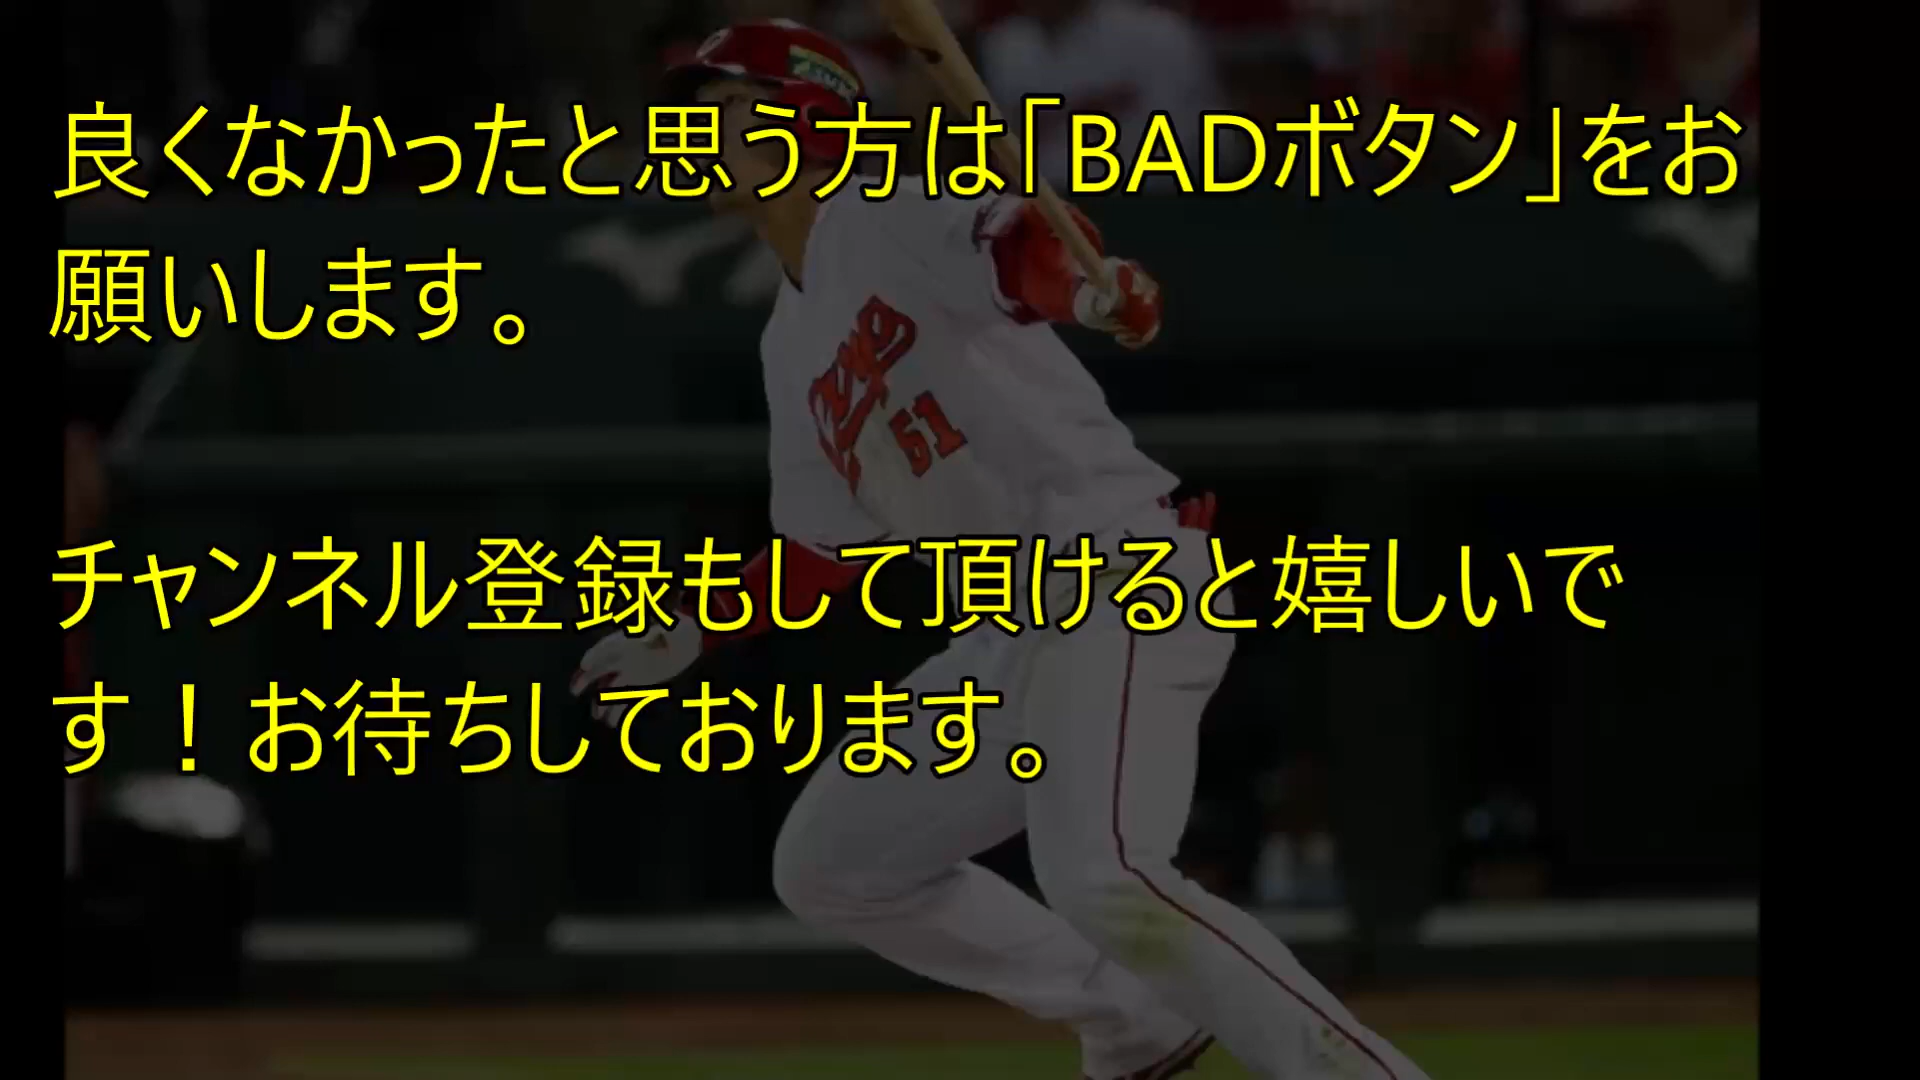 良くなかったと思う方は「BADボタン」をお
願いします。
チャンネル登録もして頂けると嬉しいで
す！お待ちしております。
Carp
51